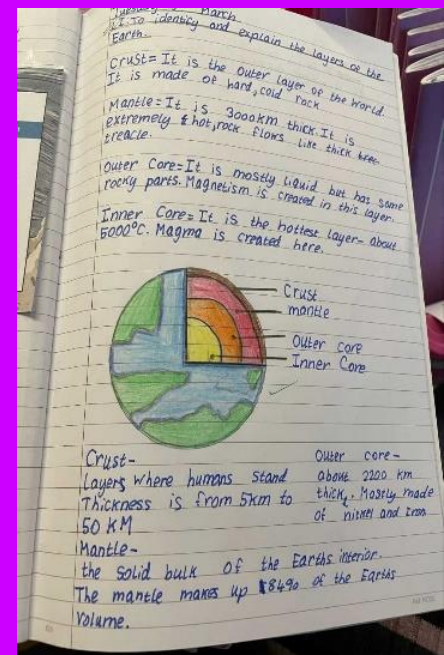 Tuesday March
L.I. To identify and explain the layers of the
Earth.
Crust= It is the outer layer of the world.
It is made of hard, cold rock
Mantle= It is 3000km thick. It is
extremely hot, rock flows like thick
treacle.
Outer Core= It is mostly liquid but has some
rocky parts. Magnetism is created in this layer.
Inner Core= It is the hottest layer- about
5000°C. Magma is created here.
Crust
mantle
Outer core
Inner Core
Crust-
Layers where humans stand
Thickness is from 5km to
50 KM
Outer core-
about 2200 km
thick. Mostly made
of nickel and Iron
Mantle-
the solid bulk of the Earths interior.
The mantle makes up 84% of the Earths
Volume.